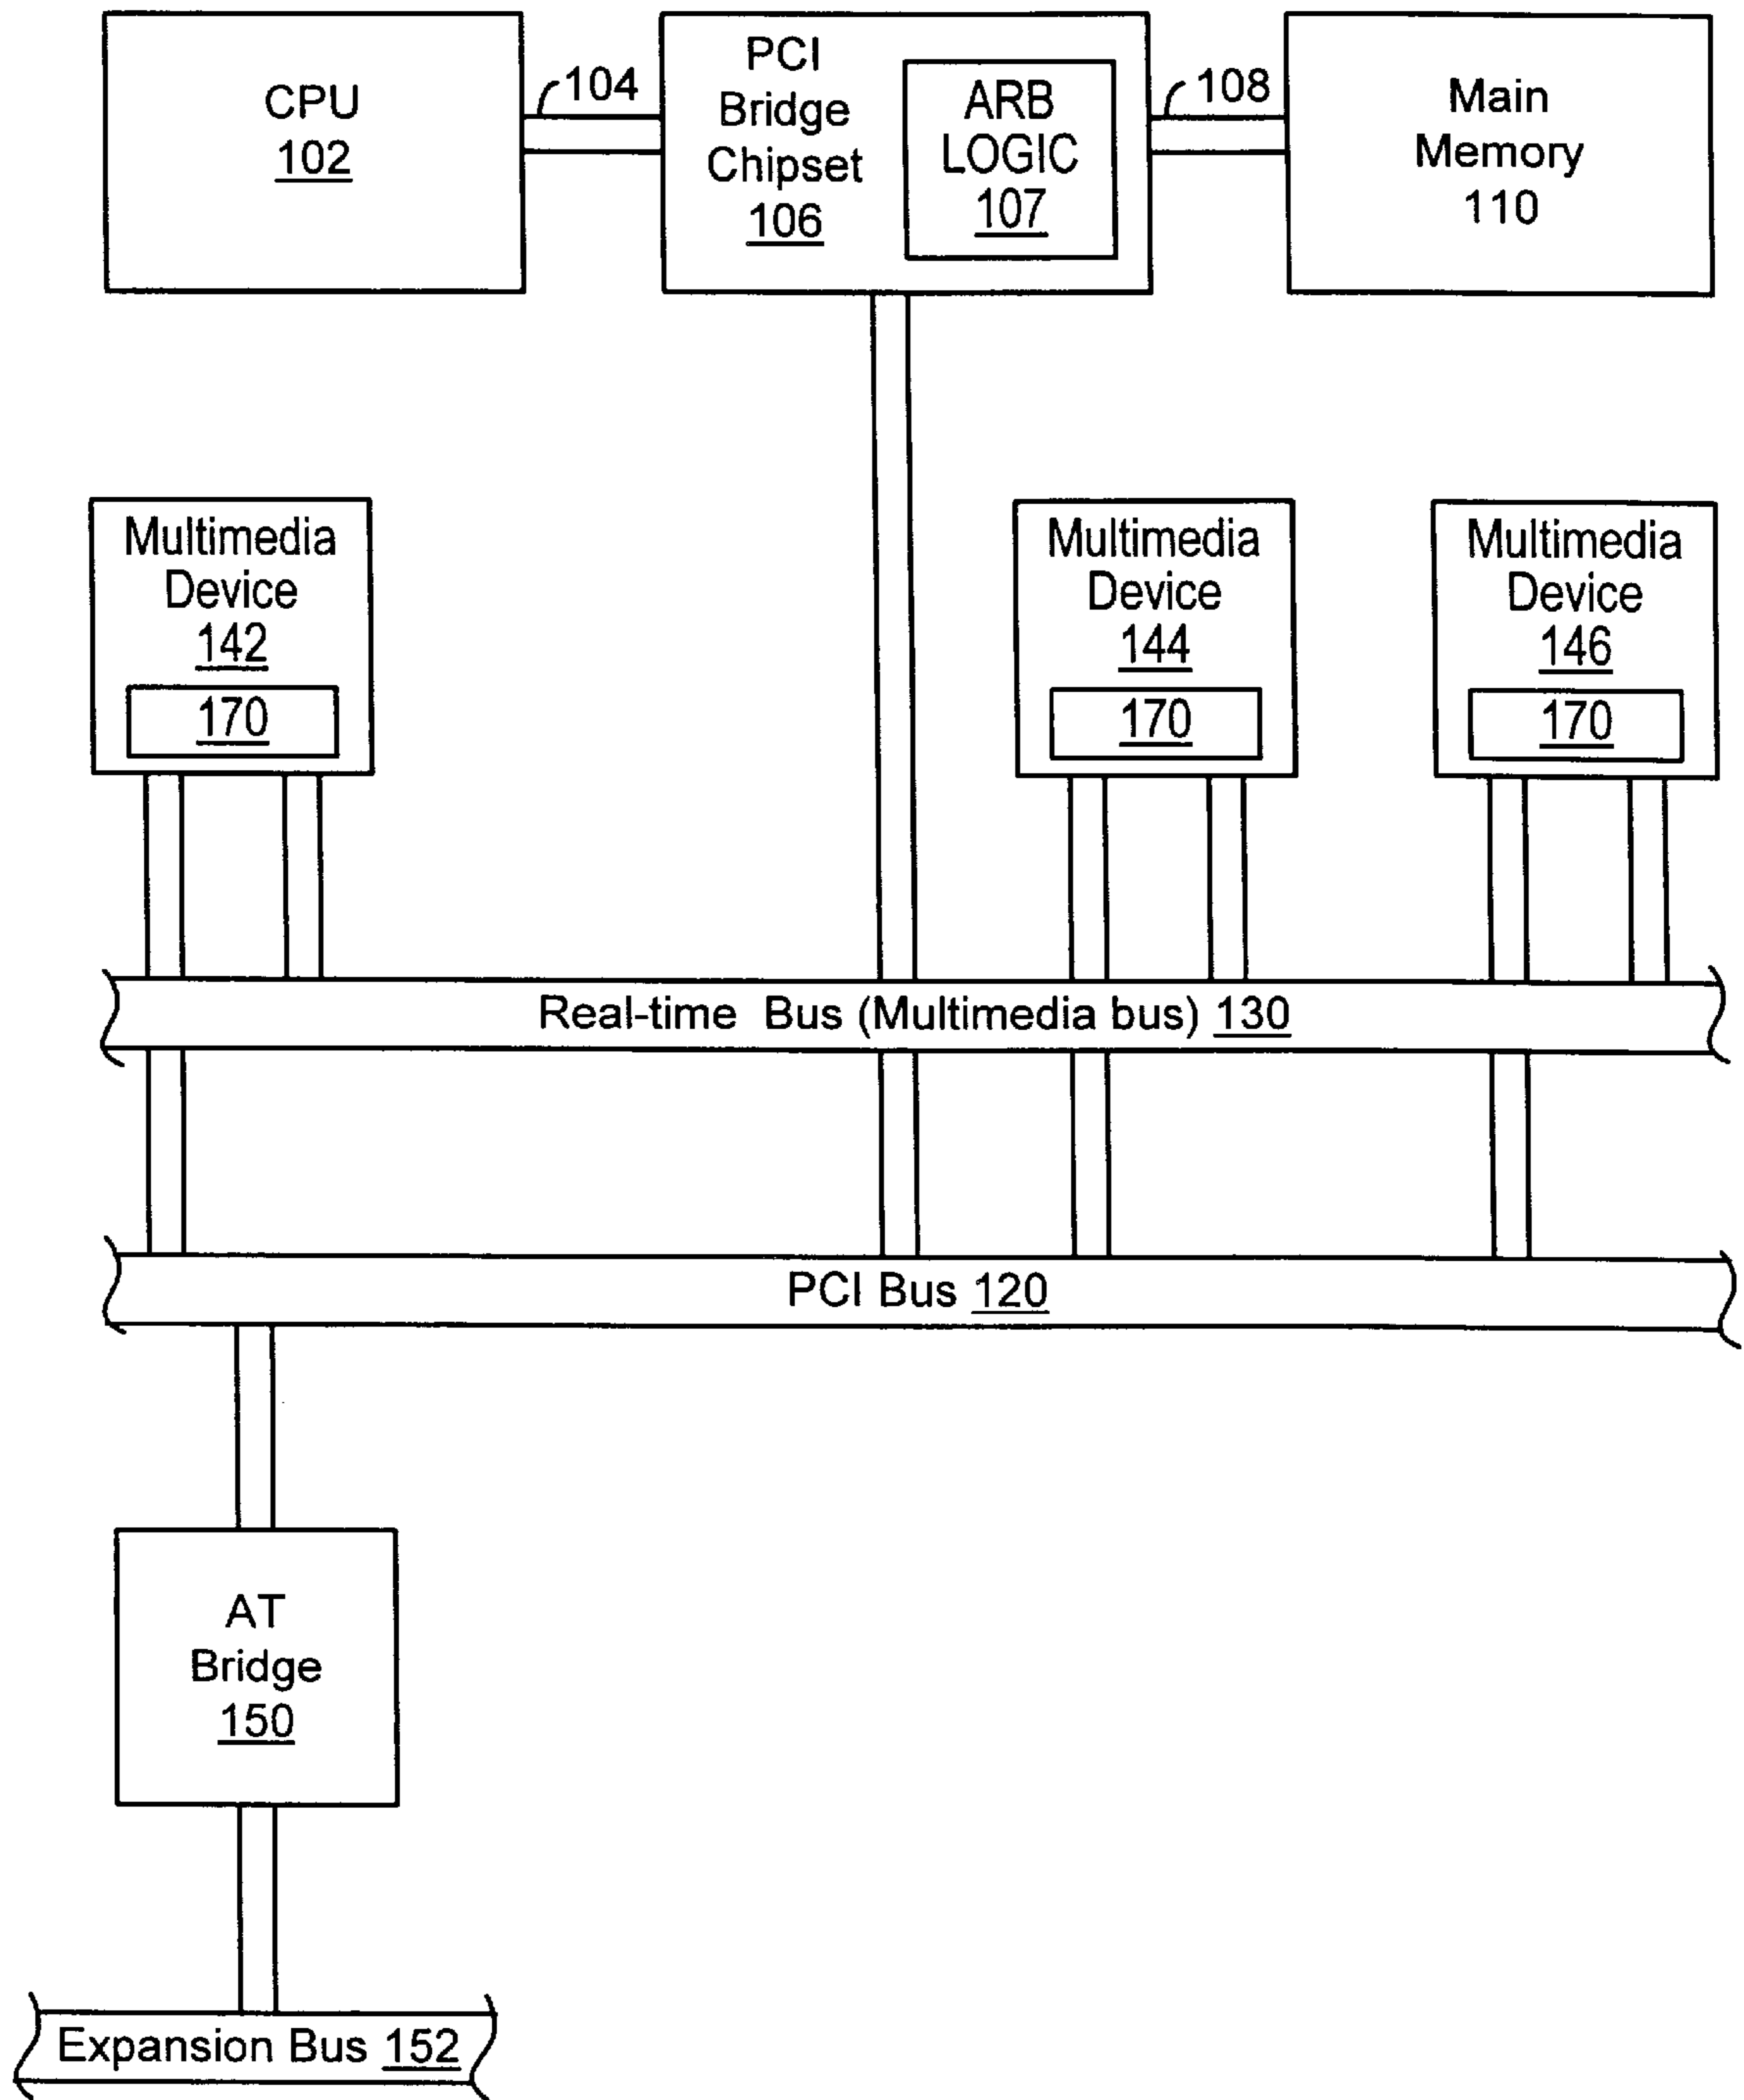 CPU
102
104
PCI
Bridge
Chipset
106
ARB
LOGIC
107
108
Main
Memory
110
Multimedia
Device
142
170
Multimedia
Device
144
170
Multimedia
Device
146
170
Real-time Bus (Multimedia bus) 130
PCI Bus 120
AT
Bridge
150
Expansion Bus 152